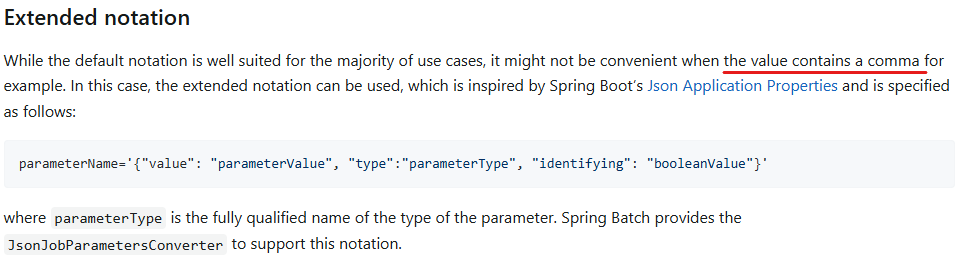 Extended notation
While the default notation is well suited for the majority of use cases, it might not be convenient when the value contains a comma for
example. In this case, the extended notation can be used, which is inspired by Spring Boot's Json Application Properties and is specified
as follows:
parameterName='{"value": "parameterValue", "type":"parameterType", "identifying": "booleanValue"}'
where parameterType is the fully qualified name of the type of the parameter. Spring Batch provides the
JsonJobParametersConverter to support this notation.